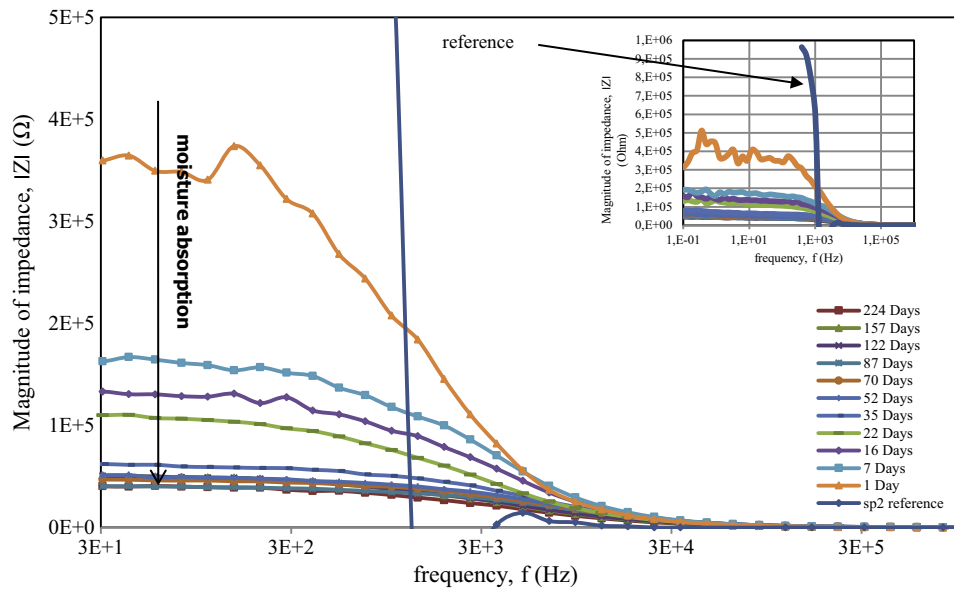 5E+5
4E+5
3E+5
2E+5
1E+5
0E+0
Magnitude of impedance, |Z| (Ω)
3E+1
3E+2
3E+3
3E+4
3E+5
frequency, f (Hz)
moisture absorption
reference
1,E+06
9,E+05
8,E+05
7,E+05
6,E+05
5,E+05
4,E+05
3,E+05
2,E+05
1,E+05
0,E+00
Magnitude of impedance, |Z|
(Ohm)
1,E-01
1,E+01
1,E+03
1,E+05
frequency, f (Hz)
224 Days
157 Days
122 Days
87 Days
70 Days
52 Days
35 Days
22 Days
16 Days
7 Days
1 Day
sp2 reference